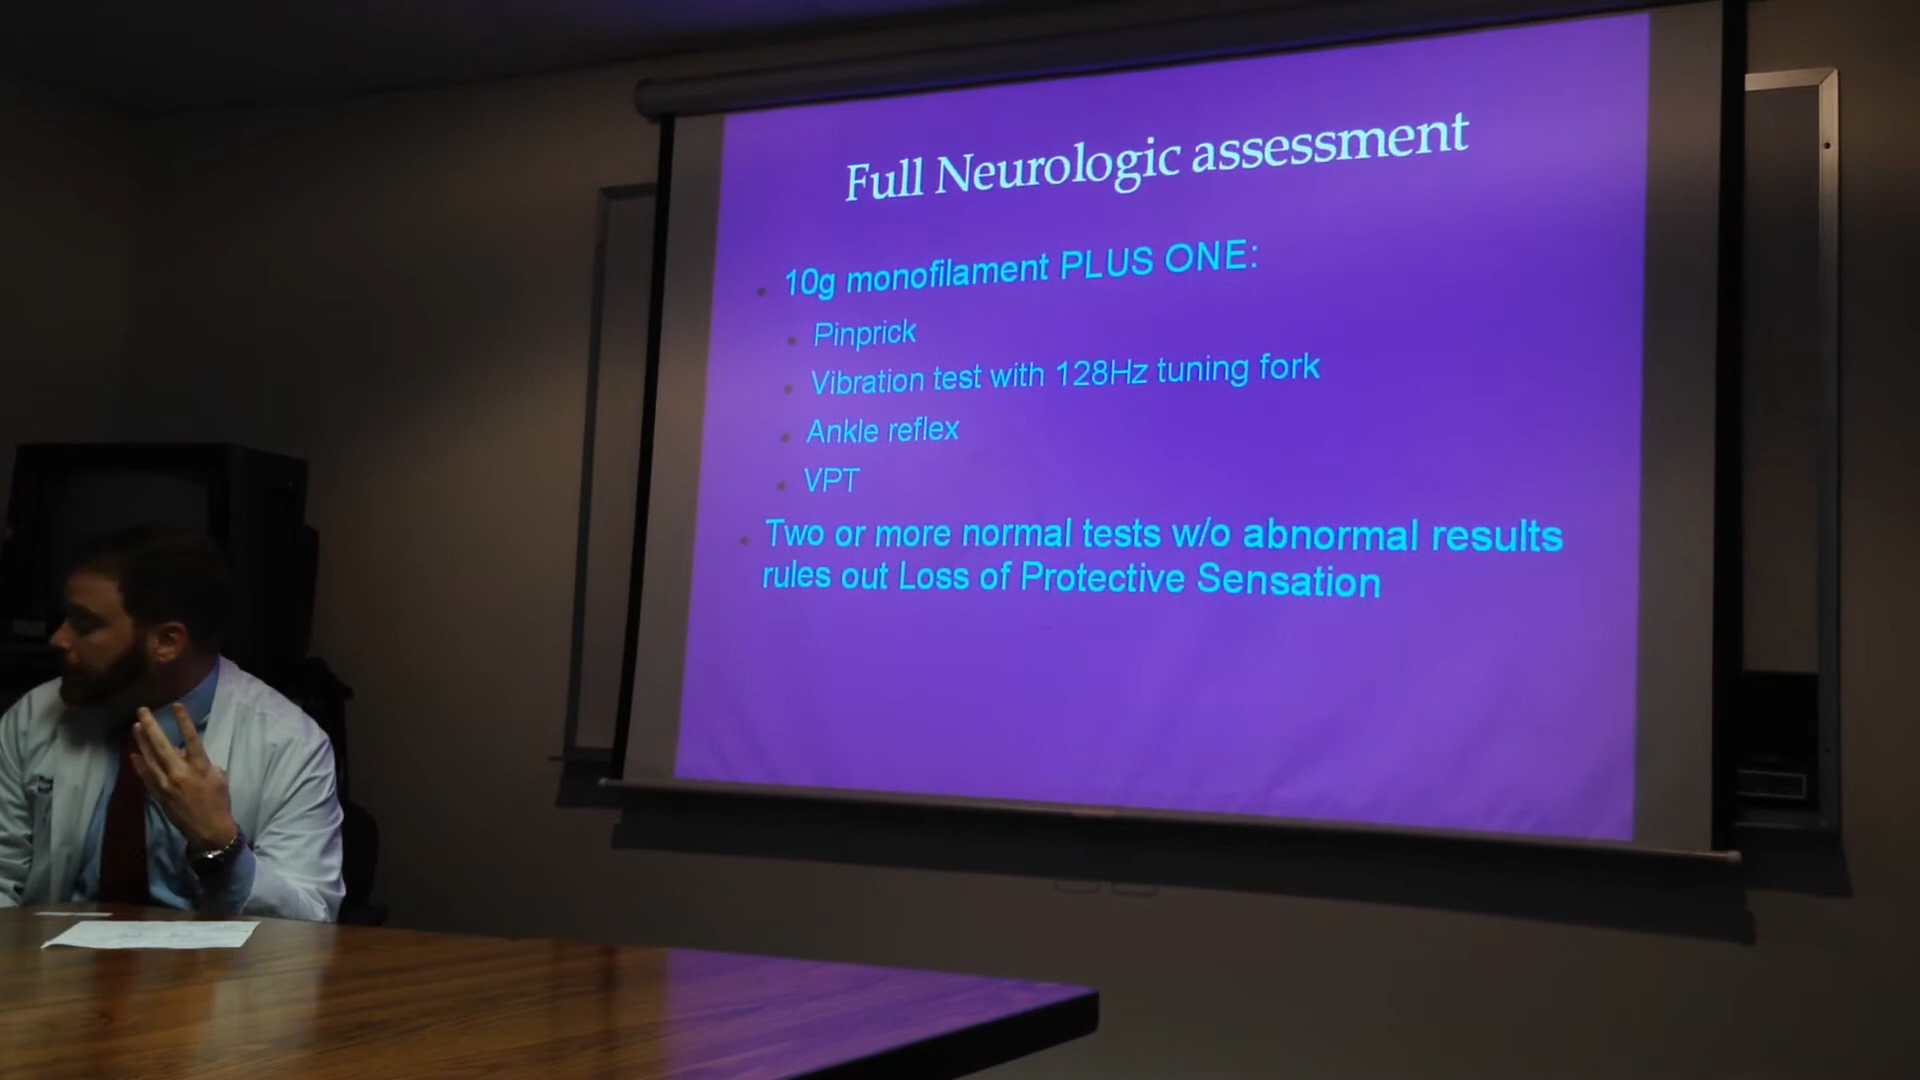 Full Neurologic assessment
10g monofilament PLUS ONE:
Pinprick
Vibration test with 128Hz tuning fork
Ankle reflex
VPT
Two or more normal tests w/o abnormal results
rules out Loss of Protective Sensation